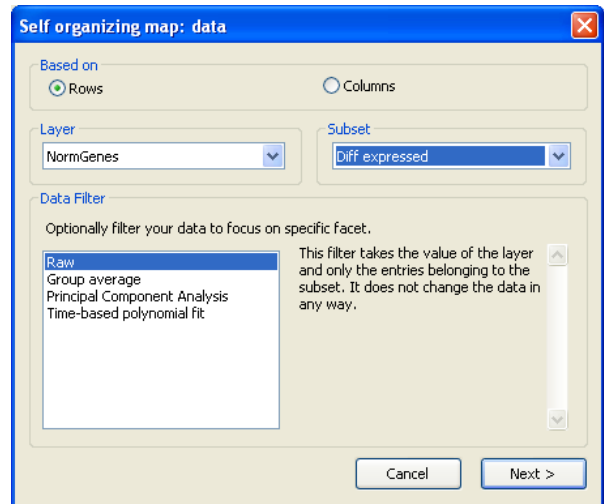 Self organizing map: data
Based on
Rows
Columns
Layer
Subset
NormGenes
Diff expressed
Data Filter
Optionally filter your data to focus on specific facet.
Raw
Group average
Principal Component Analysis
Time-based polynomial fit
This filter takes the value of the layer
and only the entries belonging to the
subset. It does not change the data in
any way.
Cancel
Next >